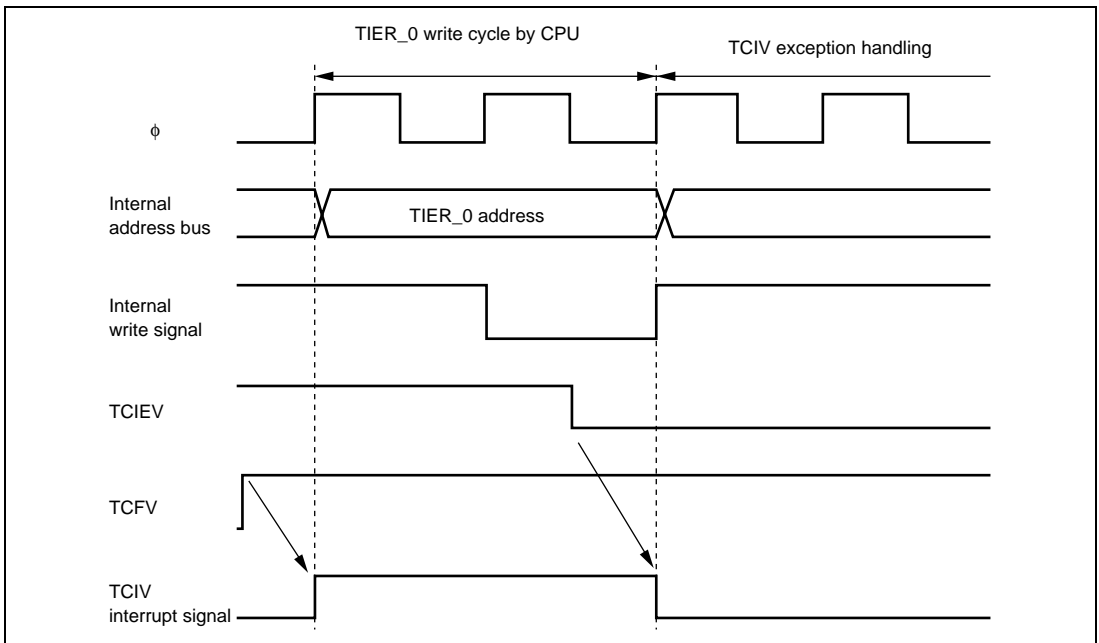 TIER_0 write cycle by CPU
TCIV exception handling
ϕ
Internal
address bus
TIER_0 address
Internal
write signal
TCIEV
TCFV
TCIV
interrupt signal